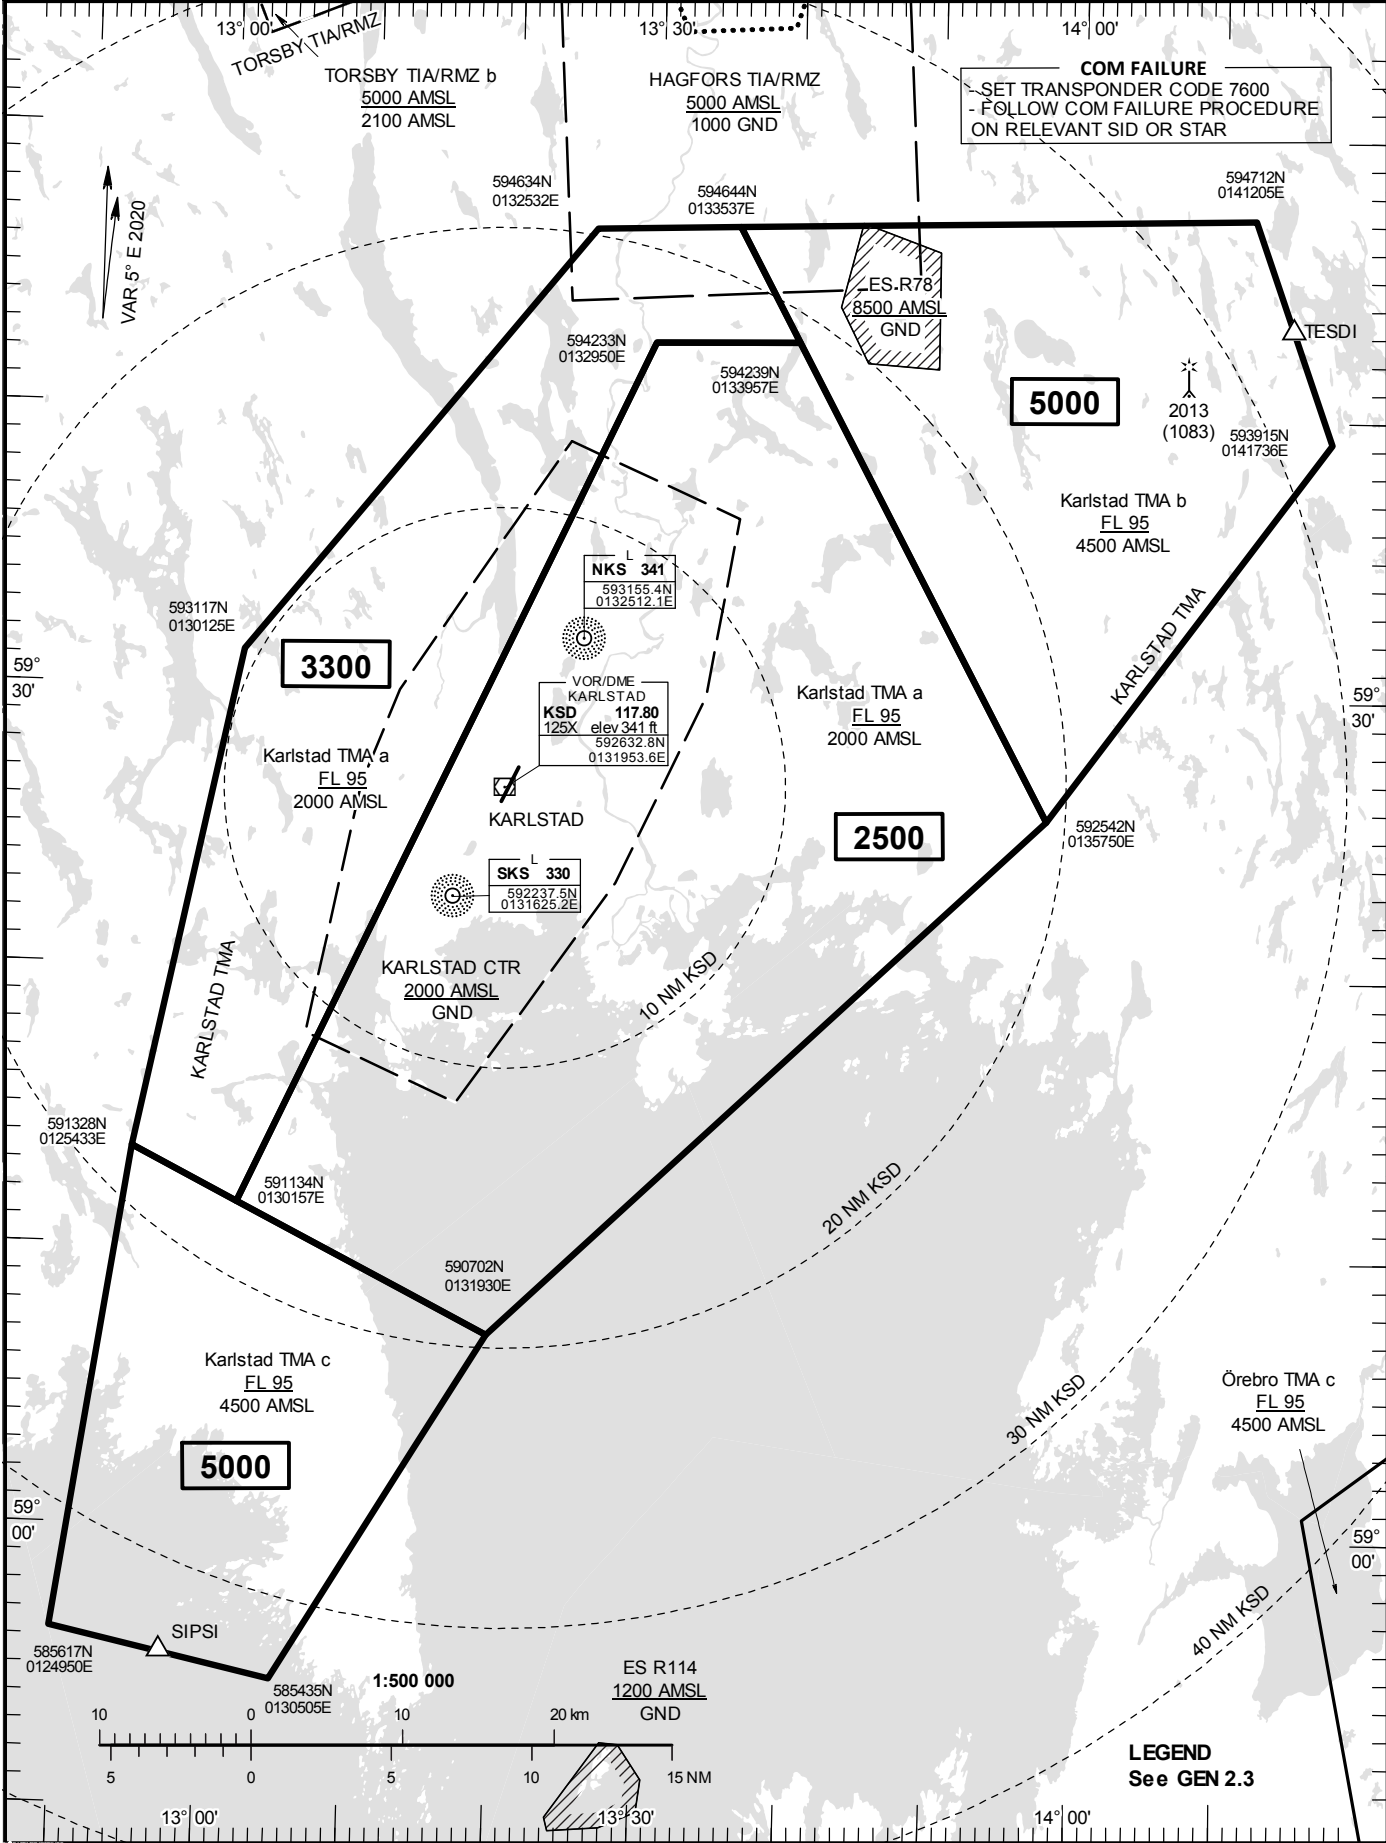 13° 00'
13° 30'
14° 00'
TORSBY TIA/RMZ
TORSBY TIA/RMZ b
5000 AMSL
2100 AMSL
HAGFORS TIA/RMZ
5000 AMSL
1000 GND
COM FAILURE
- SET TRANSPONDER CODE 7600
- FOLLOW COM FAILURE PROCEDURE
ON RELEVANT SID OR STAR
VAR 5° E 2020
594634N
0132532E
594644N
0133537E
594712N
0141205E
ES R78
8500 AMSL
GND
TESDI
594233N
0132950E
594239N
0133957E
5000
2013
(1083)
593915N
0141736E
Karlstad TMA b
FL 95
4500 AMSL
KARLSTAD TMA
L
NKS 341
593155.4N
0132512.1E
593117N
0130125E
3300
59°
30'
VOR/DME
KARLSTAD
KSD 117.80
125X elev 341 ft
592632.8N
0131953.6E
Karlstad TMA a
FL 95
2000 AMSL
59°
30'
Karlstad TMA a
FL 95
2000 AMSL
KARLSTAD
2500
592542N
0135750E
L
SKS 330
592237.5N
0131625.2E
KARLSTAD TMA
KARLSTAD CTR
2000 AMSL
GND
10 NM KSD
591328N
0125433E
591134N
0130157E
20 NM KSD
590702N
0131930E
Karlstad TMA c
FL 95
4500 AMSL
5000
30 NM KSD
Örebro TMA c
FL 95
4500 AMSL
59°
00'
59°
00'
40 NM KSD
SIPSI
585617N
0124950E
585435N
0130505E
1:500 000
ES R114
1200 AMSL
GND
10 0 10 20 km
5 0 5 10 15 NM
LEGEND
See GEN 2.3
13° 00'
13° 30'
14° 00'